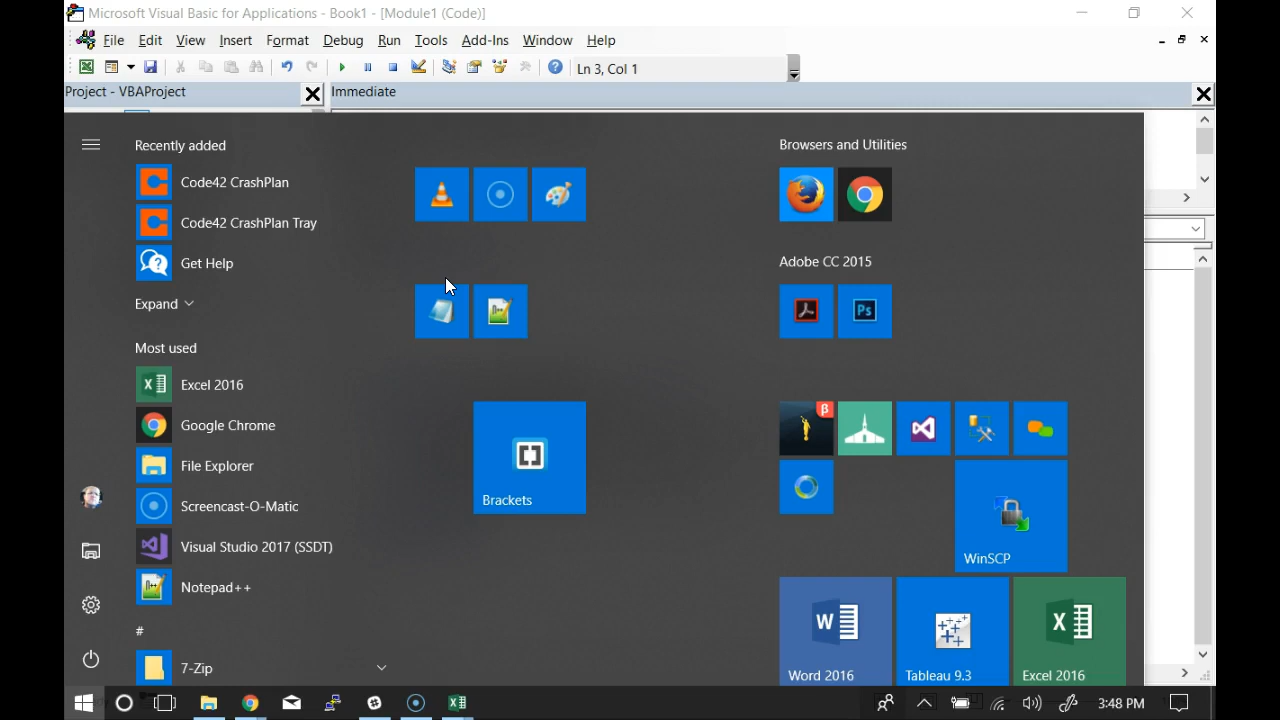 Microsoft Visual Basic for Applications - Book1 - [Module1 (Code)]
File Edit View Insert Format Debug Run Tools Add-Ins Window Help
Ln 3, Col 1
Project - VBAProject
Immediate
Recently added
Code42 CrashPlan
Code42 CrashPlan Tray
Get Help
Expand
Most used
Excel 2016
Google Chrome
File Explorer
Screencast-O-Matic
Visual Studio 2017 (SSDT)
Notepad++
#
7-Zip
Brackets
Browsers and Utilities
Adobe CC 2015
Ps
β
WinSCP
W
Word 2016
Tableau 9.3
X
Excel 2016
3:48 PM